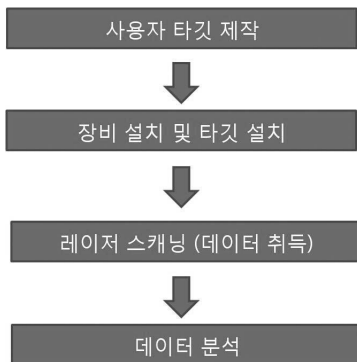 사용자 타깃 제작
장비 설치 및 타깃 설치
레이저 스캐닝 (데이터 취득)
데이터 분석